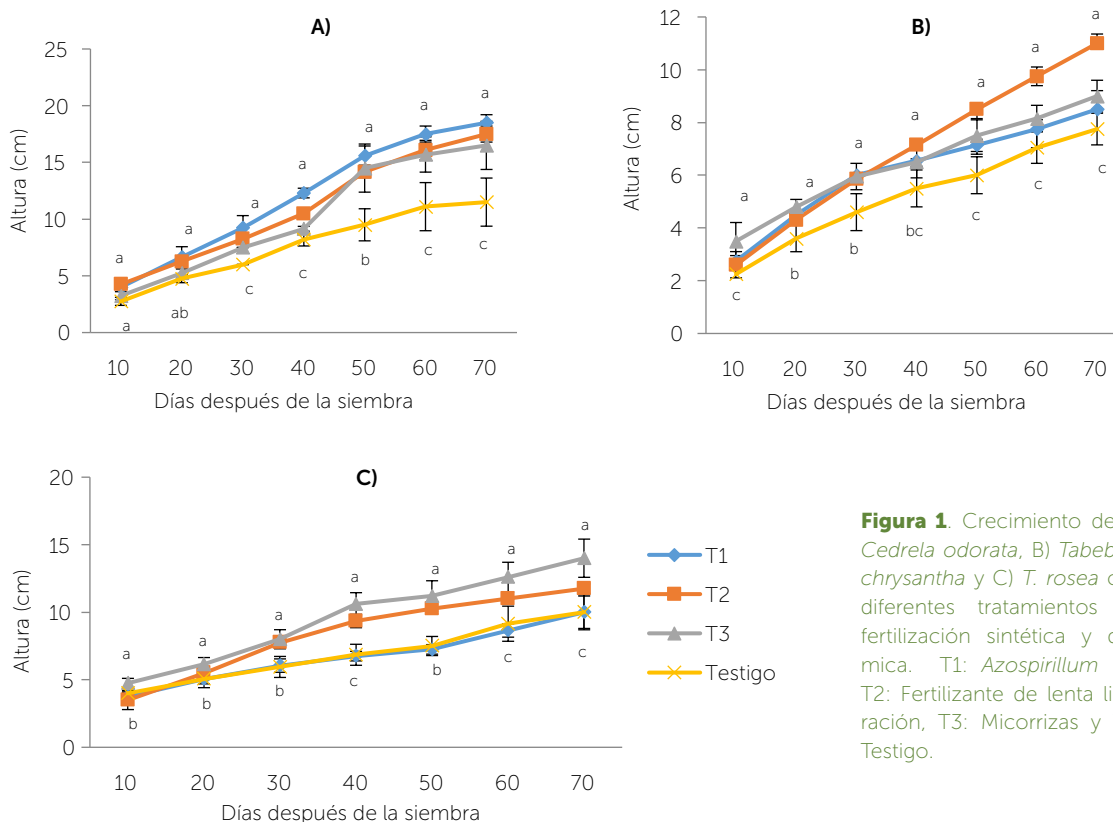 A)
25
20
15
10
5
0
Altura (cm)
a a a a a a a
a ab c c b c c
10 20 30 40 50 60 70
Días después de la siembra
B)
12
10
8
6
4
2
0
Altura (cm)
a a a a a a a
c b b bc c c c
10 20 30 40 50 60 70
Días después de la siembra
C)
20
15
10
5
0
Altura (cm)
a a a a a a a
b b b c b c c
10 20 30 40 50 60 70
Días después de la siembra
T1
T2
T3
Testigo
Figura 1. Crecimiento de
Cedrela odorata, B) Tabeb
chrysantha y C) T. rosea
diferentes tratamientos
fertilización sintética y
mica. T1: Azospirillum
T2: Fertilizante de lenta li
ración, T3: Micorrizas y
Testigo.